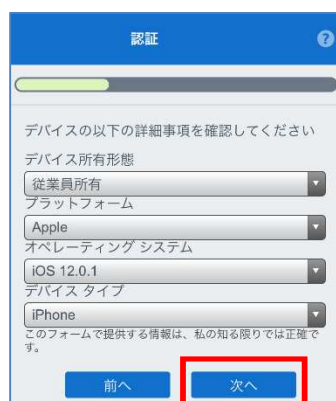 認証
?
デバイスの以下の詳細事項を確認してください
デバイス所有形態
従業員所有
プラットフォーム
Apple
オペレーティング システム
iOS 12.0.1
デバイス タイプ
iPhone
このフォームで提供する情報は、私の知る限りでは正確で
す。
前へ 次へ